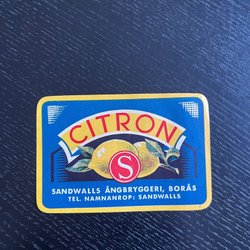 CITRON
S
SANDWALLS ÅNGBRYGGERI, BORÅS
TEL. NAMNANROP: SANDWALLS